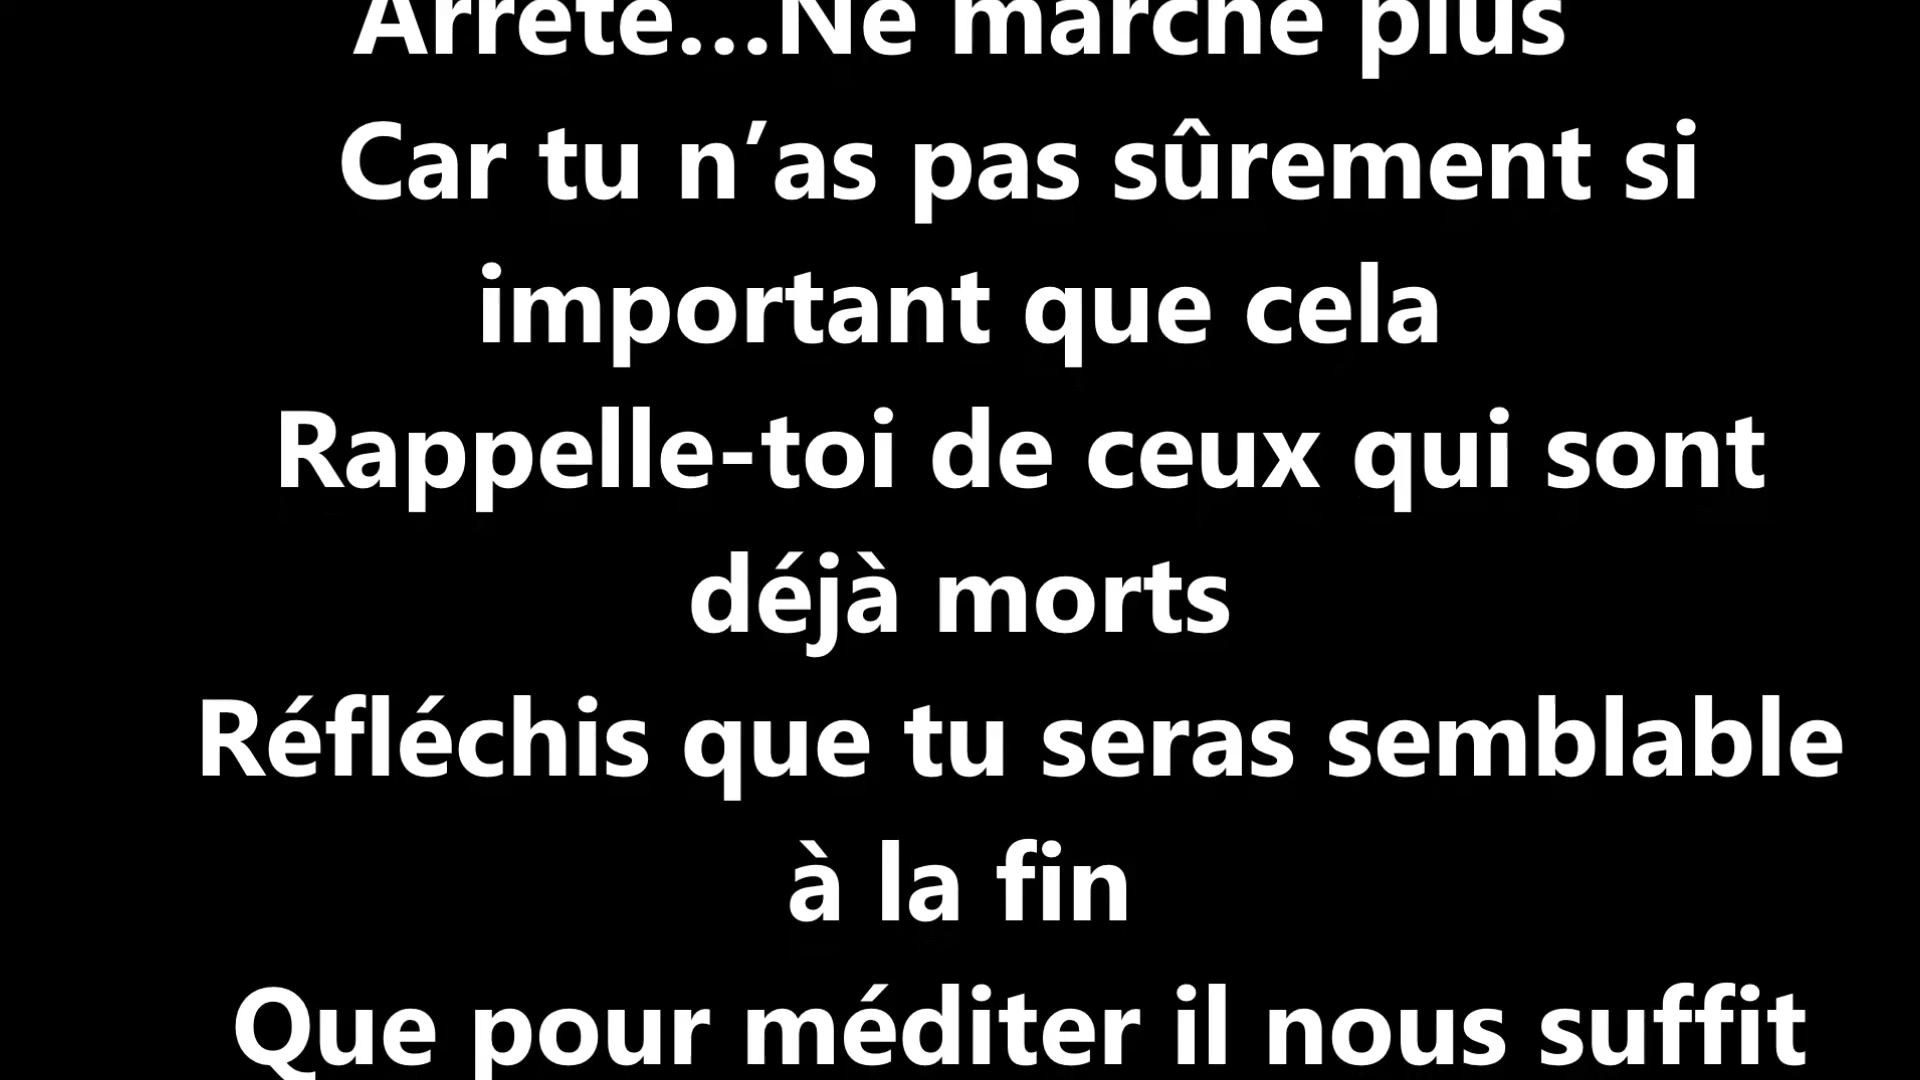 Arrête...Ne marche plus
Car tu n’as pas sûrement si
important que cela
Rappelle-toi de ceux qui sont
déjà morts
Réfléchis que tu seras semblable
à la fin
Que pour méditer il nous suffit